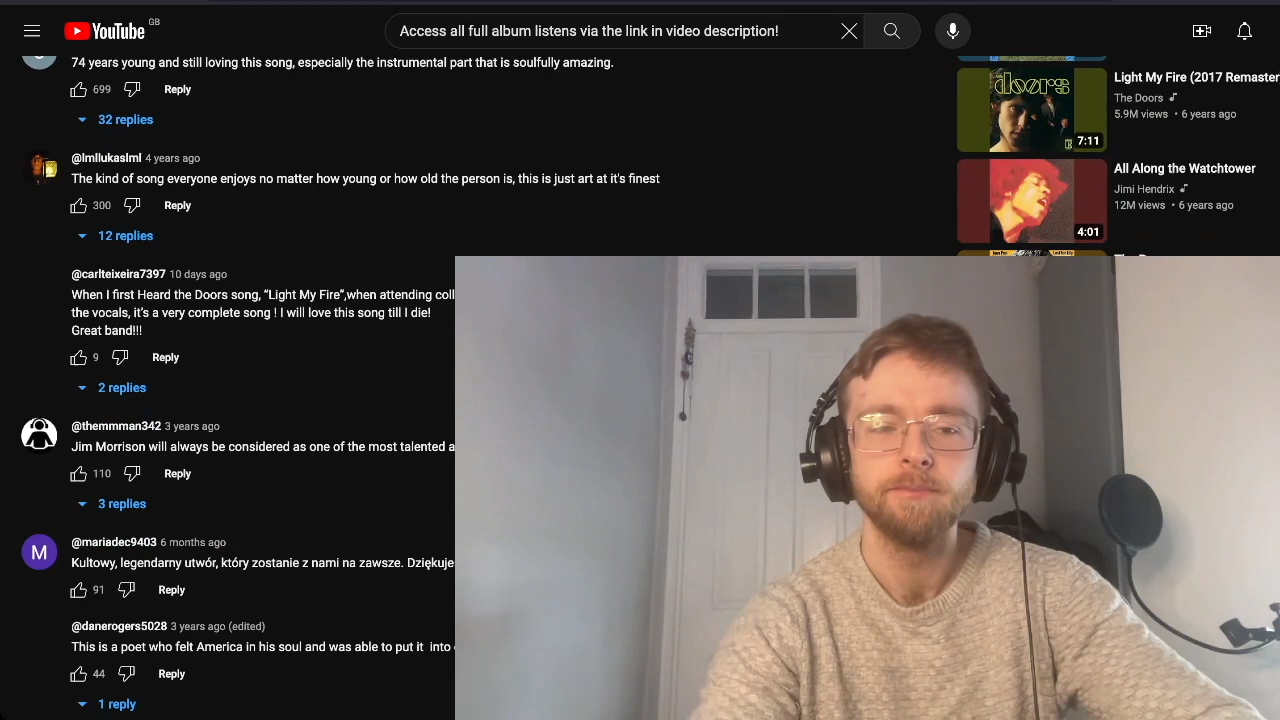 YouTube GB
Access all full album listens via the link in video description!
74 years young and still loving this song, especially the instrumental part that is soulfully amazing.
699 Reply
32 replies
@lmllukaslml 4 years ago
The kind of song everyone enjoys no matter how young or how old the person is, this is just art at it's finest
300 Reply
12 replies
@carlteixeira7397 10 days ago
When I first Heard the Doors song, “Light My Fire”,when attending coll
the vocals, it's a very complete song ! I will love this song till I die!
Great band!!!
9 Reply
2 replies
@themmman342 3 years ago
Jim Morrison will always be considered as one of the most talented a
110 Reply
3 replies
M
@mariadec9403 6 months ago
Kultowy, legendarny utwór, który zostanie z nami na zawsze. Dziękuje
91 Reply
@danerogers5028 3 years ago (edited)
This is a poet who felt America in his soul and was able to put it into
44 Reply
1 reply
doors
7:11
Light My Fire (2017 Remaster
The Doors
5.9M views • 6 years ago
4:01
All Along the Watchtower
Jimi Hendrix
12M views • 6 years ago